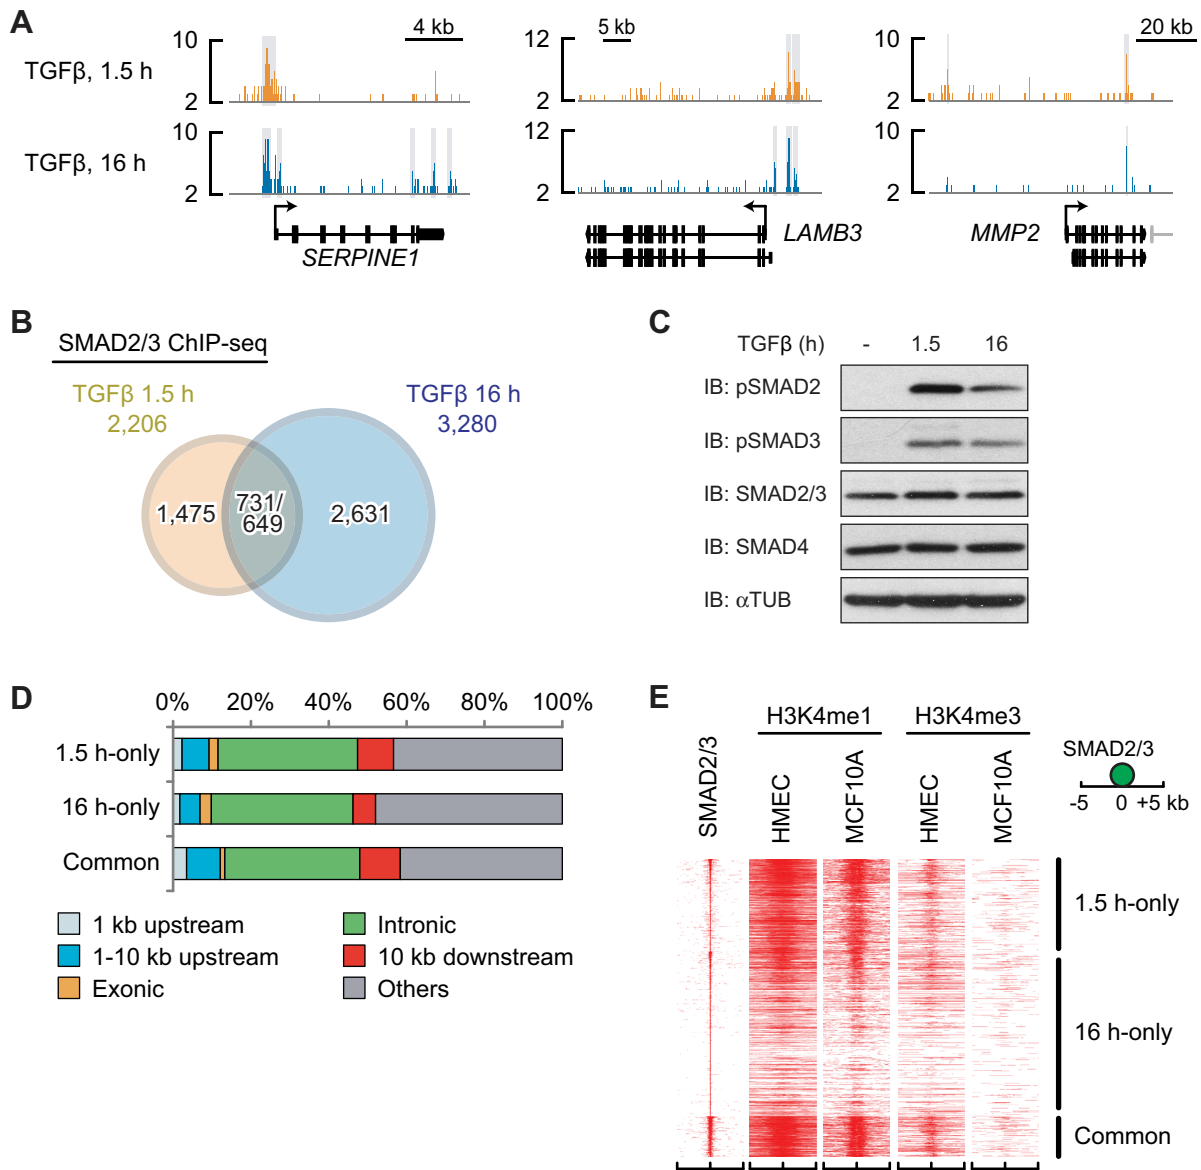 A
4 kb
5 kb
20 kb
TGFβ, 1.5 h
10
2
12
2
10
2
TGFβ, 16 h
10
2
12
2
10
2
SERPINE1
LAMB3
MMP2
B
SMAD2/3 ChIP-seq
TGFβ 1.5 h
2,206
TGFβ 16 h
3,280
1,475
731/
649
2,631
C
TGFβ (h) - 1.5 16
IB: pSMAD2
IB: pSMAD3
IB: SMAD2/3
IB: SMAD4
IB: αTUB
D
0% 20% 40% 60% 80% 100%
1.5 h-only
16 h-only
Common
1 kb upstream
1-10 kb upstream
Exonic
Intronic
10 kb downstream
Others
E
H3K4me1
H3K4me3
SMAD2/3
HMEC
MCF10A
HMEC
MCF10A
SMAD2/3
-5 0 +5 kb
1.5 h-only
16 h-only
Common